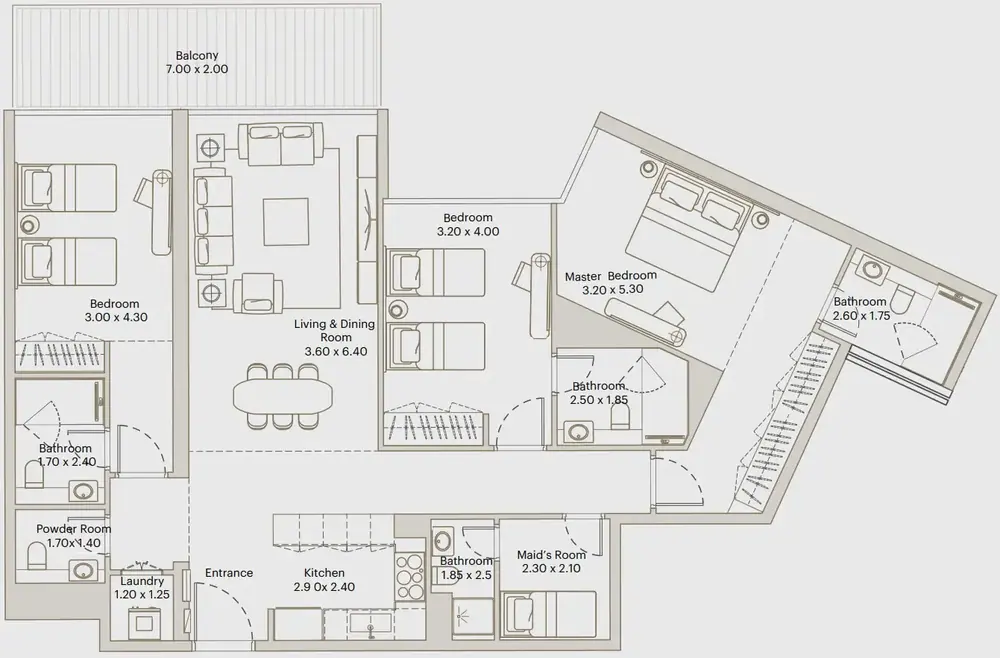 Balcony
7.00 x 2.00
Bedroom
3.20 x 4.00
Master Bedroom
3.20 x 5.30
Bedroom
3.00 x 4.30
Living & Dining
Room
3.60 x 6.40
Bathroom
2.60 x 1.75
Bathroom
2.50 x 1.85
Bathroom
1.70 x 2.40
Powder Room
1.70x 1.40
Laundry
1.20 x 1.25
Entrance
Kitchen
2.9 0x 2.40
Bathroom
1.85 x 2.5
Maid's Room
2.30 x 2.10